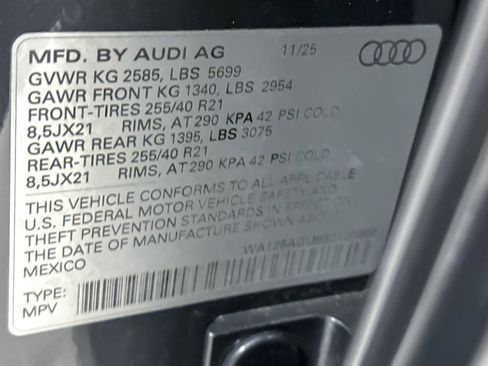 MFD. BY AUDI AG 11/25
GVWR KG 2585, LBS 5699
GAWR FRONT KG 1340, LBS 2954
FRONT-TIRES 255/40 R21
8,5JX21 RIMS, AT 290 KPA 42 PSI COLD
GAWR REAR KG 1395, LBS 3075
REAR-TIRES 255/40 R21
8,5JX21 RIMS, AT 290 KPA 42 PSI COLD
THIS VEHICLE CONFORMS TO ALL APPLICABLE
U.S. FEDERAL MOTOR VEHICLE SAFETY AND
THEFT PREVENTION STANDARDS IN EFFECT ON
THE DATE OF MANUFACTURE SHOWN ABOVE
MEXICO
TYPE:
MPV